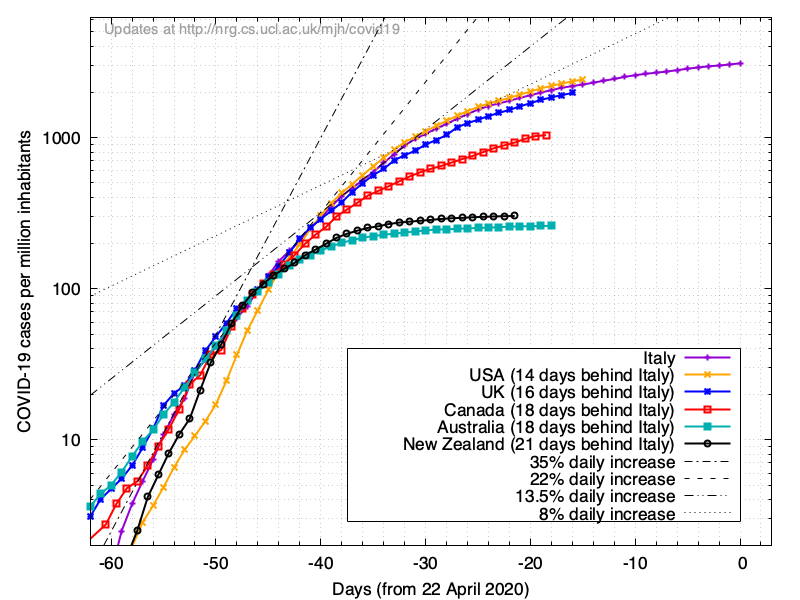 Updates at http://nrg.cs.ucl.ac.uk/mjh/covid19
1000
100
10
COVID-19 cases per million inhabitants
Italy
USA (14 days behind Italy)
UK (16 days behind Italy)
Canada (18 days behind Italy)
Australia (18 days behind Italy)
New Zealand (21 days behind Italy)
35% daily increase
22% daily increase
13.5% daily increase
8% daily increase
-60 -50 -40 -30 -20 -10 0
Days (from 22 April 2020)